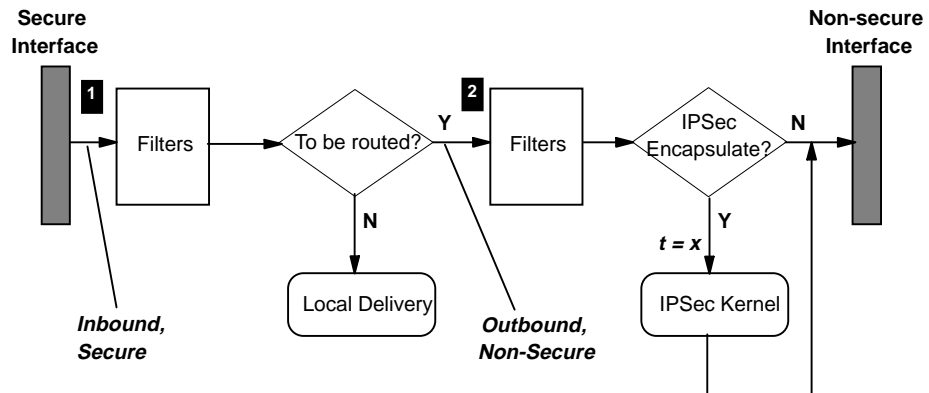 Secure
Interface
Non-secure
Interface
1
2
Filters
To be routed?
Y
Filters
IPSec
Encapsulate?
N
N
Y
t = x
Local Delivery
IPSec Kernel
Inbound,
Secure
Outbound,
Non-Secure